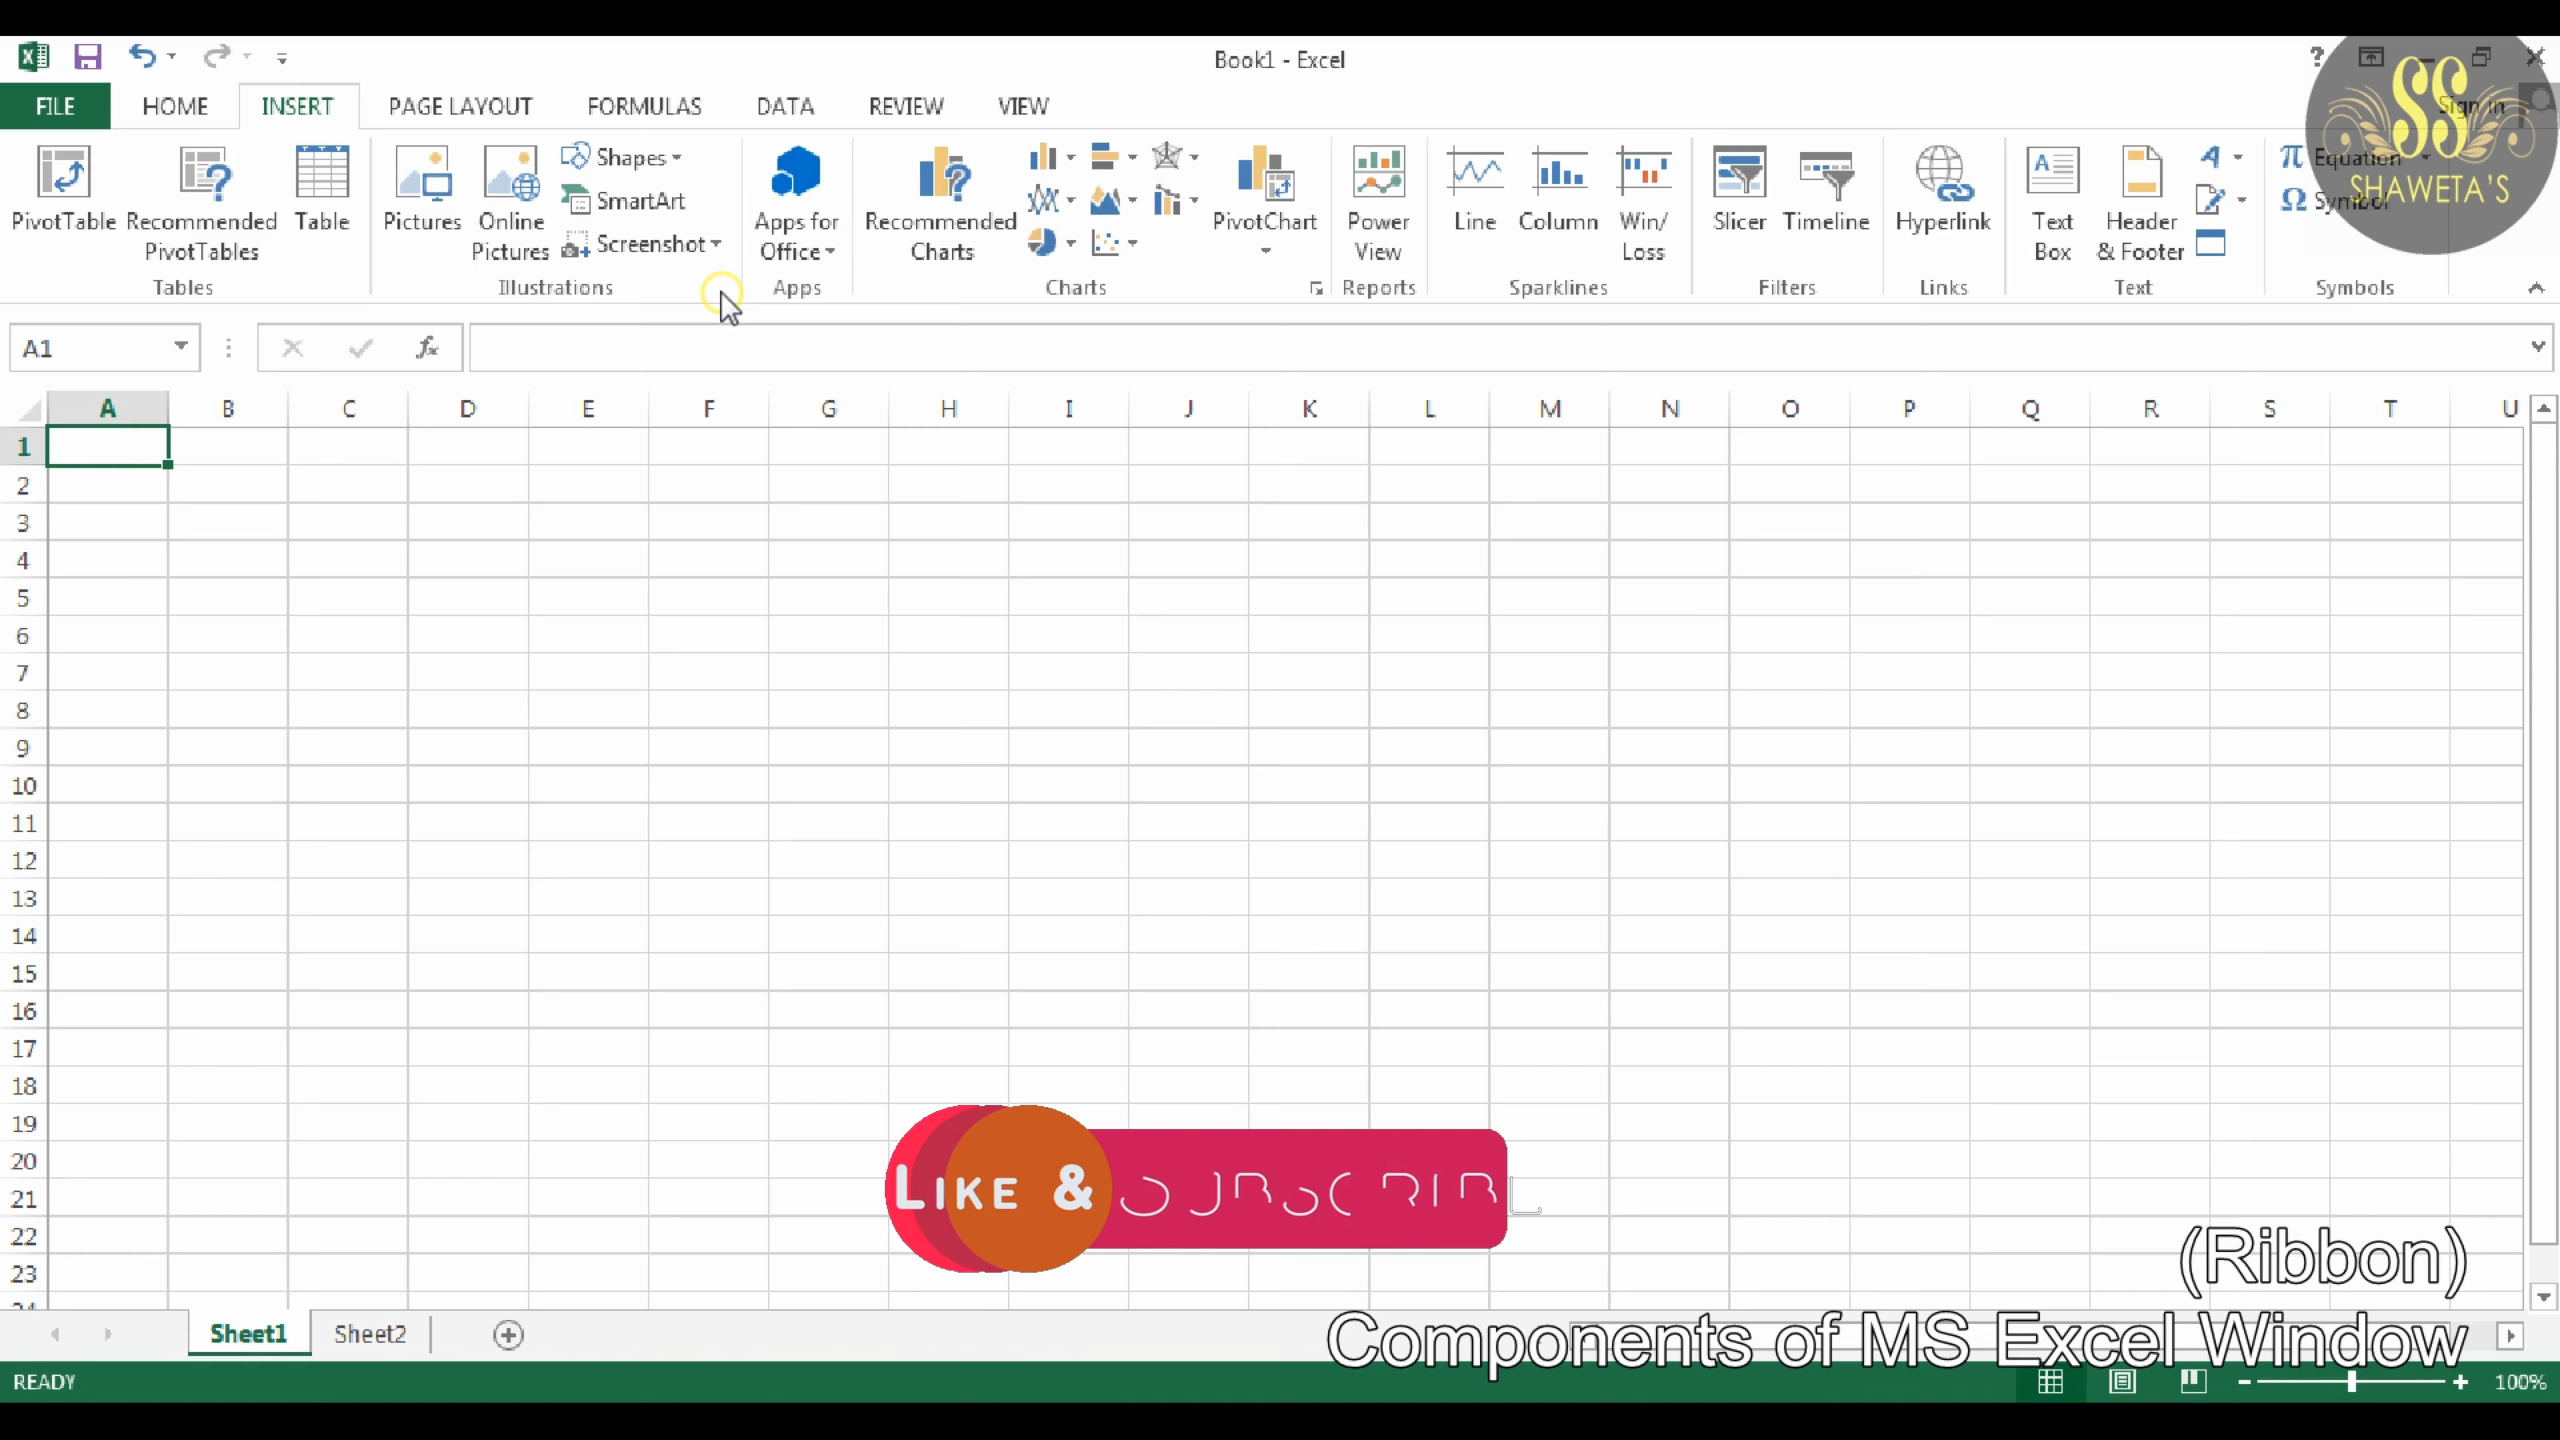 Book1 - Excel
FILE HOME INSERT PAGE LAYOUT FORMULAS DATA REVIEW VIEW Sign in
PivotTable Recommended PivotTables Table
Tables
Pictures Online Pictures Shapes SmartArt Screenshot
Illustrations
Apps for Office
Apps
Recommended Charts PivotChart
Charts
Power View
Reports
Line Column Win/Loss
Sparklines
Slicer Timeline
Filters
Hyperlink
Links
Text Box Header & Footer
Text
Equation
Symbol
Symbols
SS
SHAWETA'S
A1 fx
A B C D E F G H I J K L M N O P Q R S T U
1
2
3
4
5
6
7
8
9
10
11
12
13
14
15
16
17
18
19
20
21
22
23
LIKE &
(Ribbon)
Components of MS Excel Window
Sheet1 Sheet2
READY 100%